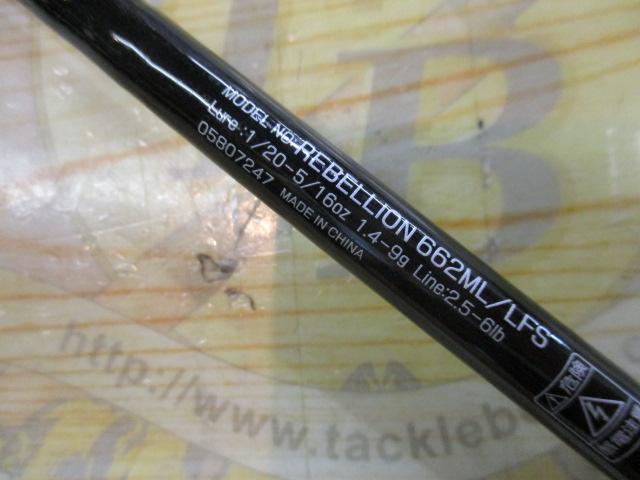 MODEL NO:REBELLION 662ML/LFS
Lure:1/20-5/16oz 1.4-9g Line:2.5-6lb
05807247 MADE IN CHINA
危険
B
http://www.tacklebe